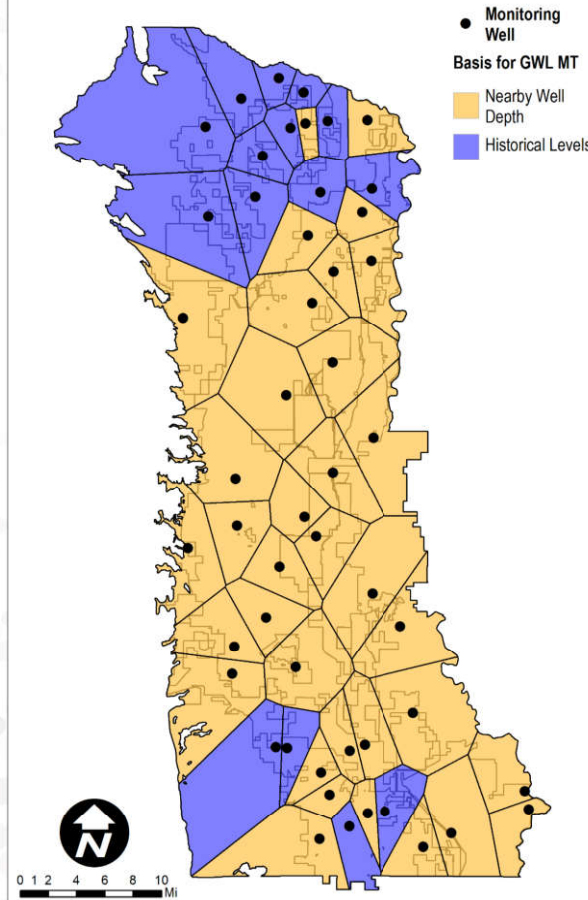 Monitoring
Well
Basis for GWL MT
Nearby Well
Depth
Historical Levels
N
0 1 2 4 6 8 10
Mi